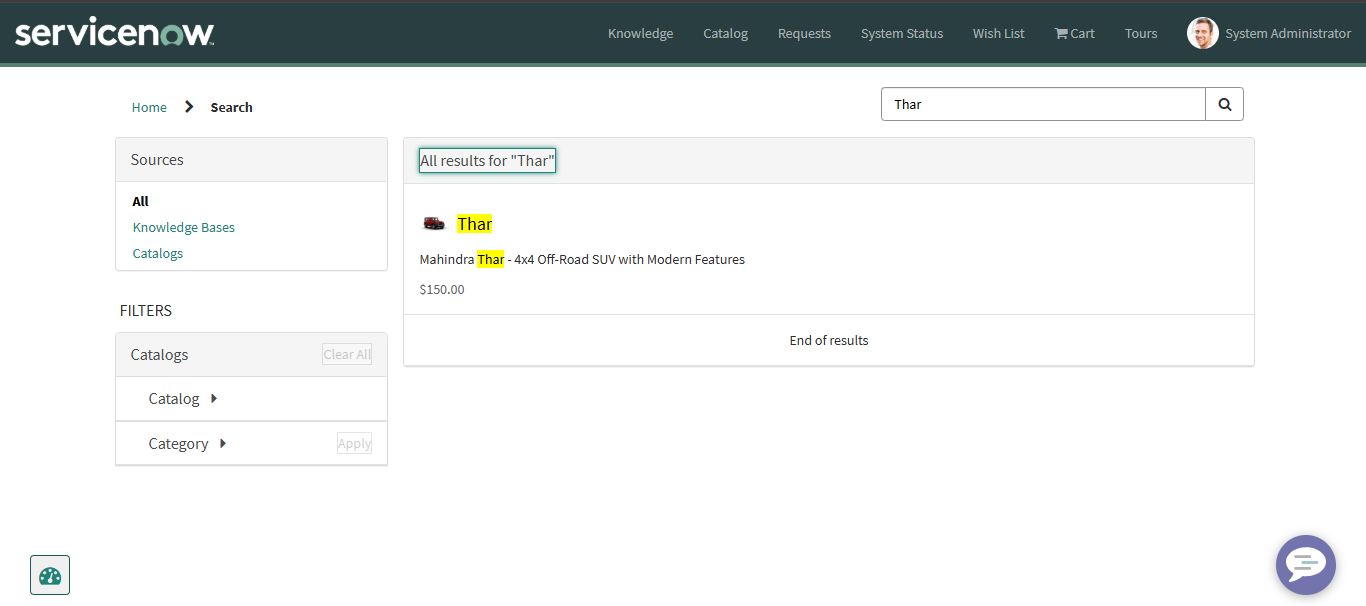 servicenow
Knowledge
Catalog
Requests
System Status
Wish List
Cart
Tours
System Administrator
Home
Search
Thar
Sources
All
Knowledge Bases
Catalogs
FILTERS
Catalogs
Clear All
Catalog
Category
Apply
All results for "Thar"
Thar
Mahindra Thar - 4x4 Off-Road SUV with Modern Features
$150.00
End of results